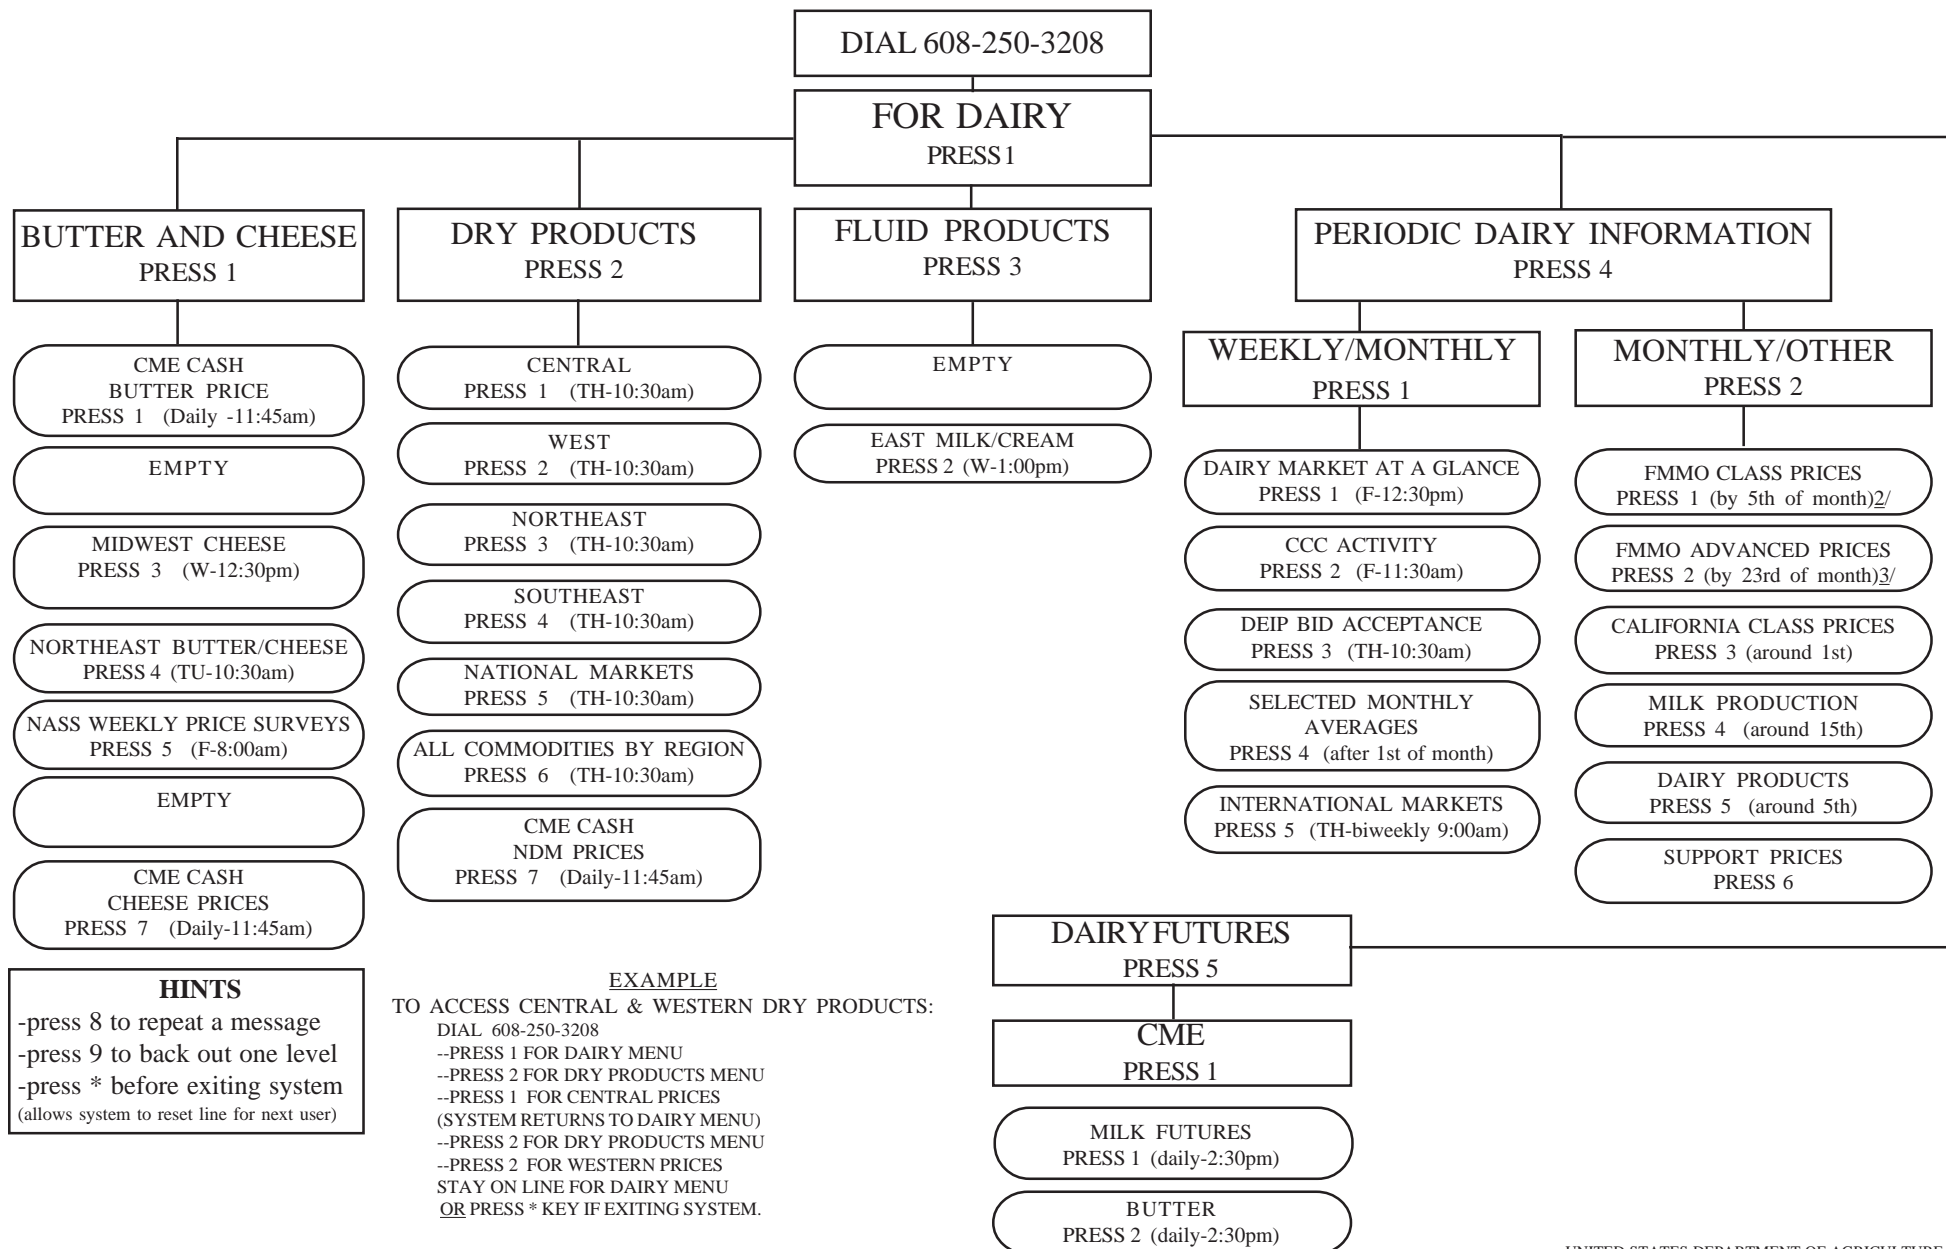 DIAL 608-250-3208
FOR DAIRY
PRESS 1
BUTTER AND CHEESE
PRESS 1
CME CASH
BUTTER PRICE
PRESS 1 (Daily -11:45am)
EMPTY
MIDWEST CHEESE
PRESS 3 (W-12:30pm)
NORTHEAST BUTTER/CHEESE
PRESS 4 (TU-10:30am)
NASS WEEKLY PRICE SURVEYS
PRESS 5 (F-8:00am)
EMPTY
CME CASH
CHEESE PRICES
PRESS 7 (Daily-11:45am)
DRY PRODUCTS
PRESS 2
CENTRAL
PRESS 1 (TH-10:30am)
WEST
PRESS 2 (TH-10:30am)
NORTHEAST
PRESS 3 (TH-10:30am)
SOUTHEAST
PRESS 4 (TH-10:30am)
NATIONAL MARKETS
PRESS 5 (TH-10:30am)
ALL COMMODITIES BY REGION
PRESS 6 (TH-10:30am)
CME CASH
NDM PRICES
PRESS 7 (Daily-11:45am)
FLUID PRODUCTS
PRESS 3
EMPTY
EAST MILK/CREAM
PRESS 2 (W-1:00pm)
PERIODIC DAIRY INFORMATION
PRESS 4
WEEKLY/MONTHLY
PRESS 1
DAIRY MARKET AT A GLANCE
PRESS 1 (F-12:30pm)
CCC ACTIVITY
PRESS 2 (F-11:30am)
DEIP BID ACCEPTANCE
PRESS 3 (TH-10:30am)
SELECTED MONTHLY
AVERAGES
PRESS 4 (after 1st of month)
INTERNATIONAL MARKETS
PRESS 5 (TH-biweekly 9:00am)
MONTHLY/OTHER
PRESS 2
FMMO CLASS PRICES
PRESS 1 (by 5th of month)2/
FMMO ADVANCED PRICES
PRESS 2 (by 23rd of month)3/
CALIFORNIA CLASS PRICES
PRESS 3 (around 1st)
MILK PRODUCTION
PRESS 4 (around 15th)
DAIRY PRODUCTS
PRESS 5 (around 5th)
SUPPORT PRICES
PRESS 6
DAIRY FUTURES
PRESS 5
CME
PRESS 1
MILK FUTURES
PRESS 1 (daily-2:30pm)
BUTTER
PRESS 2 (daily-2:30pm)
HINTS
-press 8 to repeat a message
-press 9 to back out one level
-press * before exiting system
(allows system to reset line for next user)
EXAMPLE
TO ACCESS CENTRAL & WESTERN DRY PRODUCTS:
DIAL 608-250-3208
--PRESS 1 FOR DAIRY MENU
--PRESS 2 FOR DRY PRODUCTS MENU
--PRESS 1 FOR CENTRAL PRICES
(SYSTEM RETURNS TO DAIRY MENU)
--PRESS 2 FOR DRY PRODUCTS MENU
--PRESS 2 FOR WESTERN PRICES
STAY ON LINE FOR DAIRY MENU
OR PRESS * KEY IF EXITING SYSTEM.
UNITED STATES DEPARTMENT OF AGRICULTURE